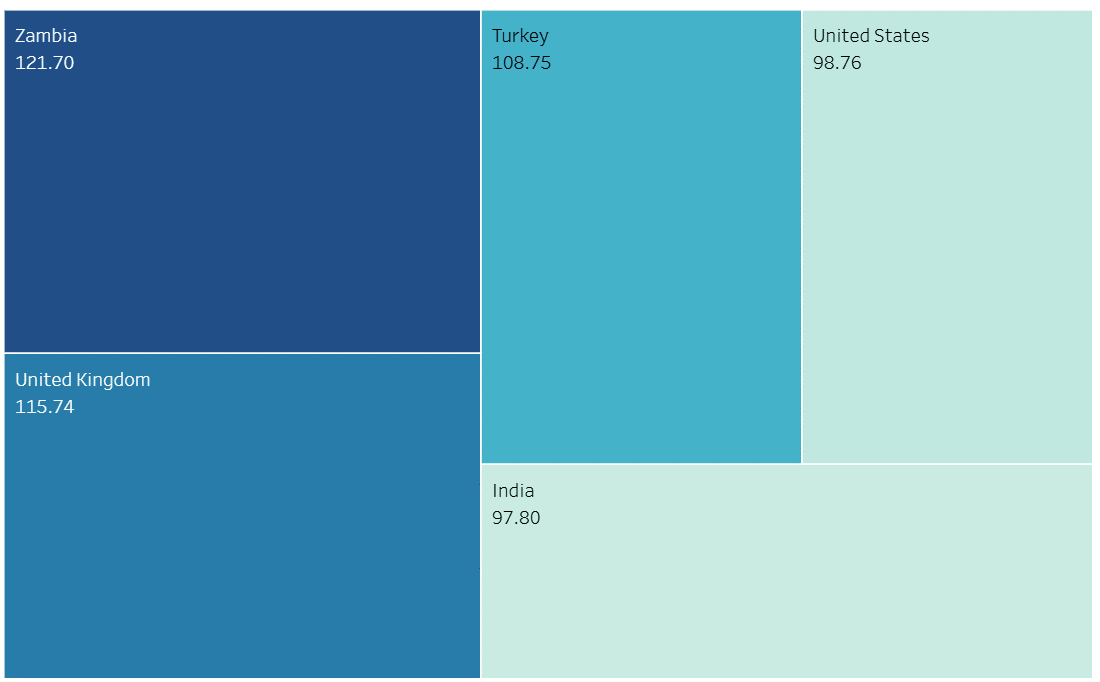 Zambia
121.70
Turkey
108.75
United States
98.76
United Kingdom
115.74
India
97.80